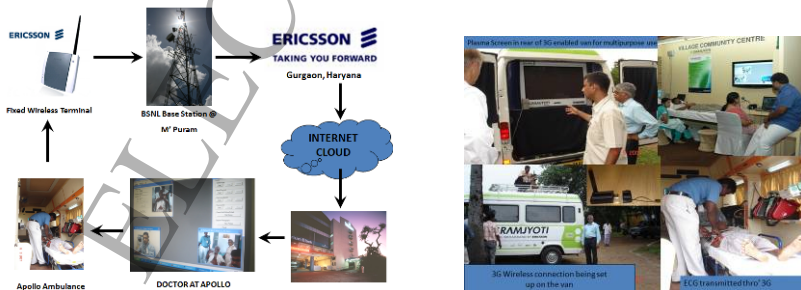 ERICSSON
Fixed Wireless Terminal
BSNL Base Station @
M' Puram
ERICSSON
TAKING YOU FORWARD
Gurgaon, Haryana
INTERNET
CLOUD
DOCTOR AT APOLLO
Apollo Ambulance
Plasma Screen in rear of 3G enabled van for multipurpose use
VILLAGE COMMUNITY CENTRE
GRAMJYOTI
3G Wireless connection being set
up on the van
ECG transmitted thro' 3G